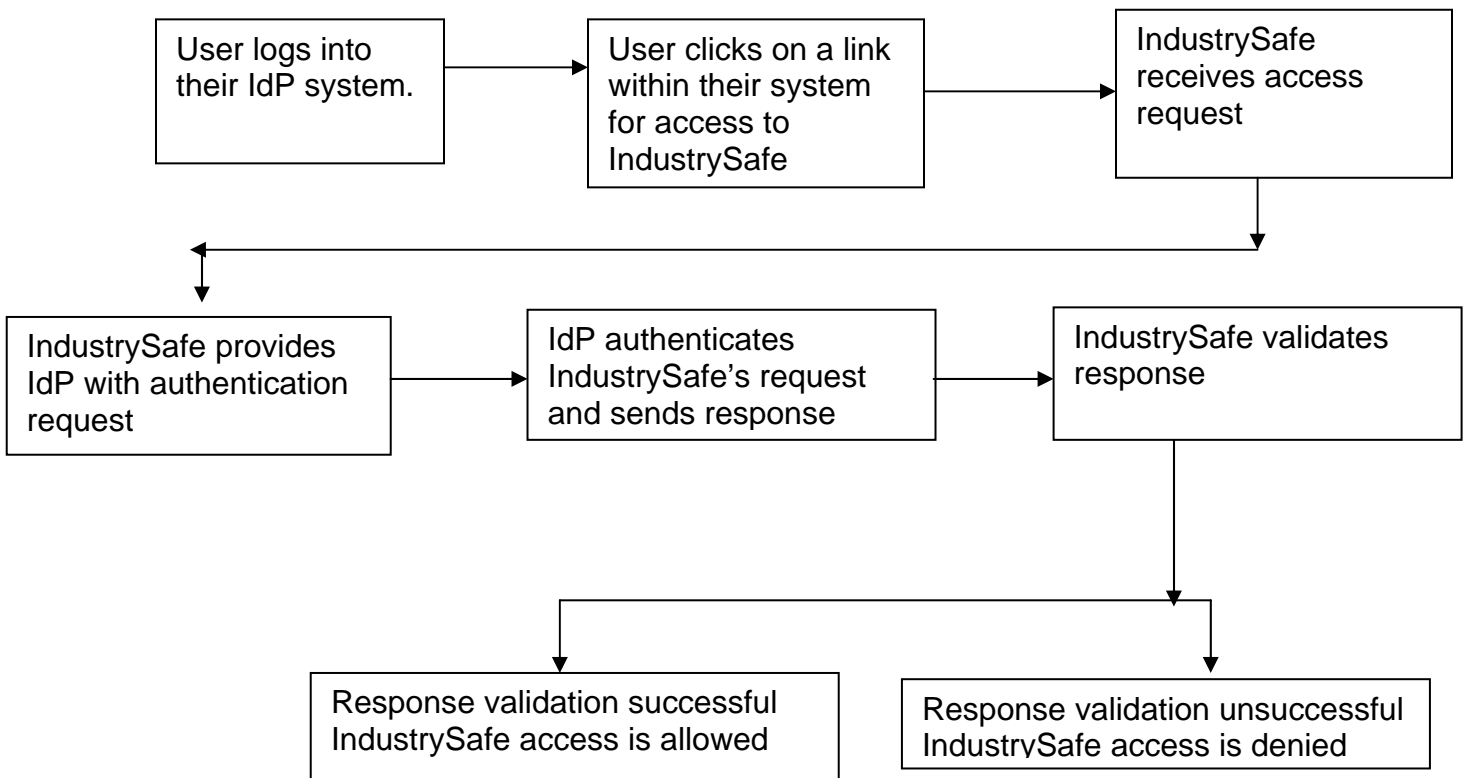 User logs into
their IdP system.
User clicks on a link
within their system
for access to
IndustrySafe
IndustrySafe
receives access
request
IndustrySafe provides
IdP with authentication
request
IdP authenticates
IndustrySafe’s request
and sends response
IndustrySafe validates
response
Response validation successful
IndustrySafe access is allowed
Response validation unsuccessful
IndustrySafe access is denied